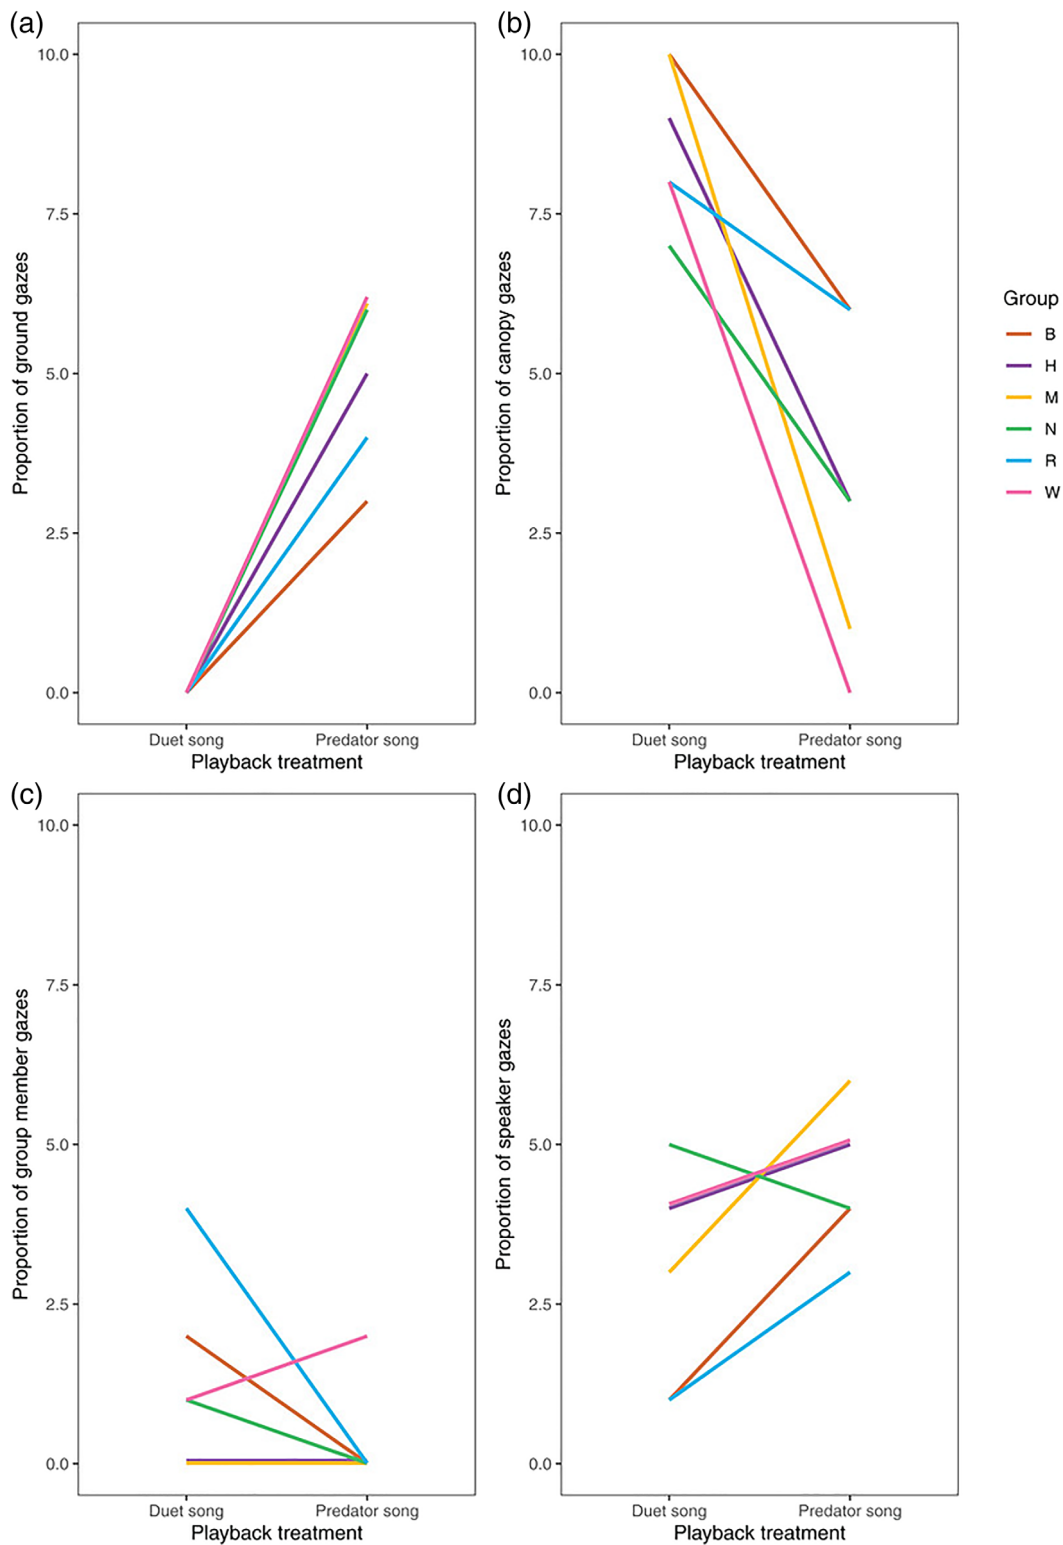 (a)
10.0
7.5
5.0
2.5
0.0
Proportion of ground gazes
Duet song
Predator song
Playback treatment
(b)
10.0
7.5
5.0
2.5
0.0
Proportion of canopy gazes
Duet song
Predator song
Playback treatment
Group
B
H
M
N
R
W
(c)
10.0
7.5
5.0
2.5
0.0
Proportion of group member gazes
Duet song
Predator song
Playback treatment
(d)
10.0
7.5
5.0
2.5
0.0
Proportion of speaker gazes
Duet song
Predator song
Playback treatment